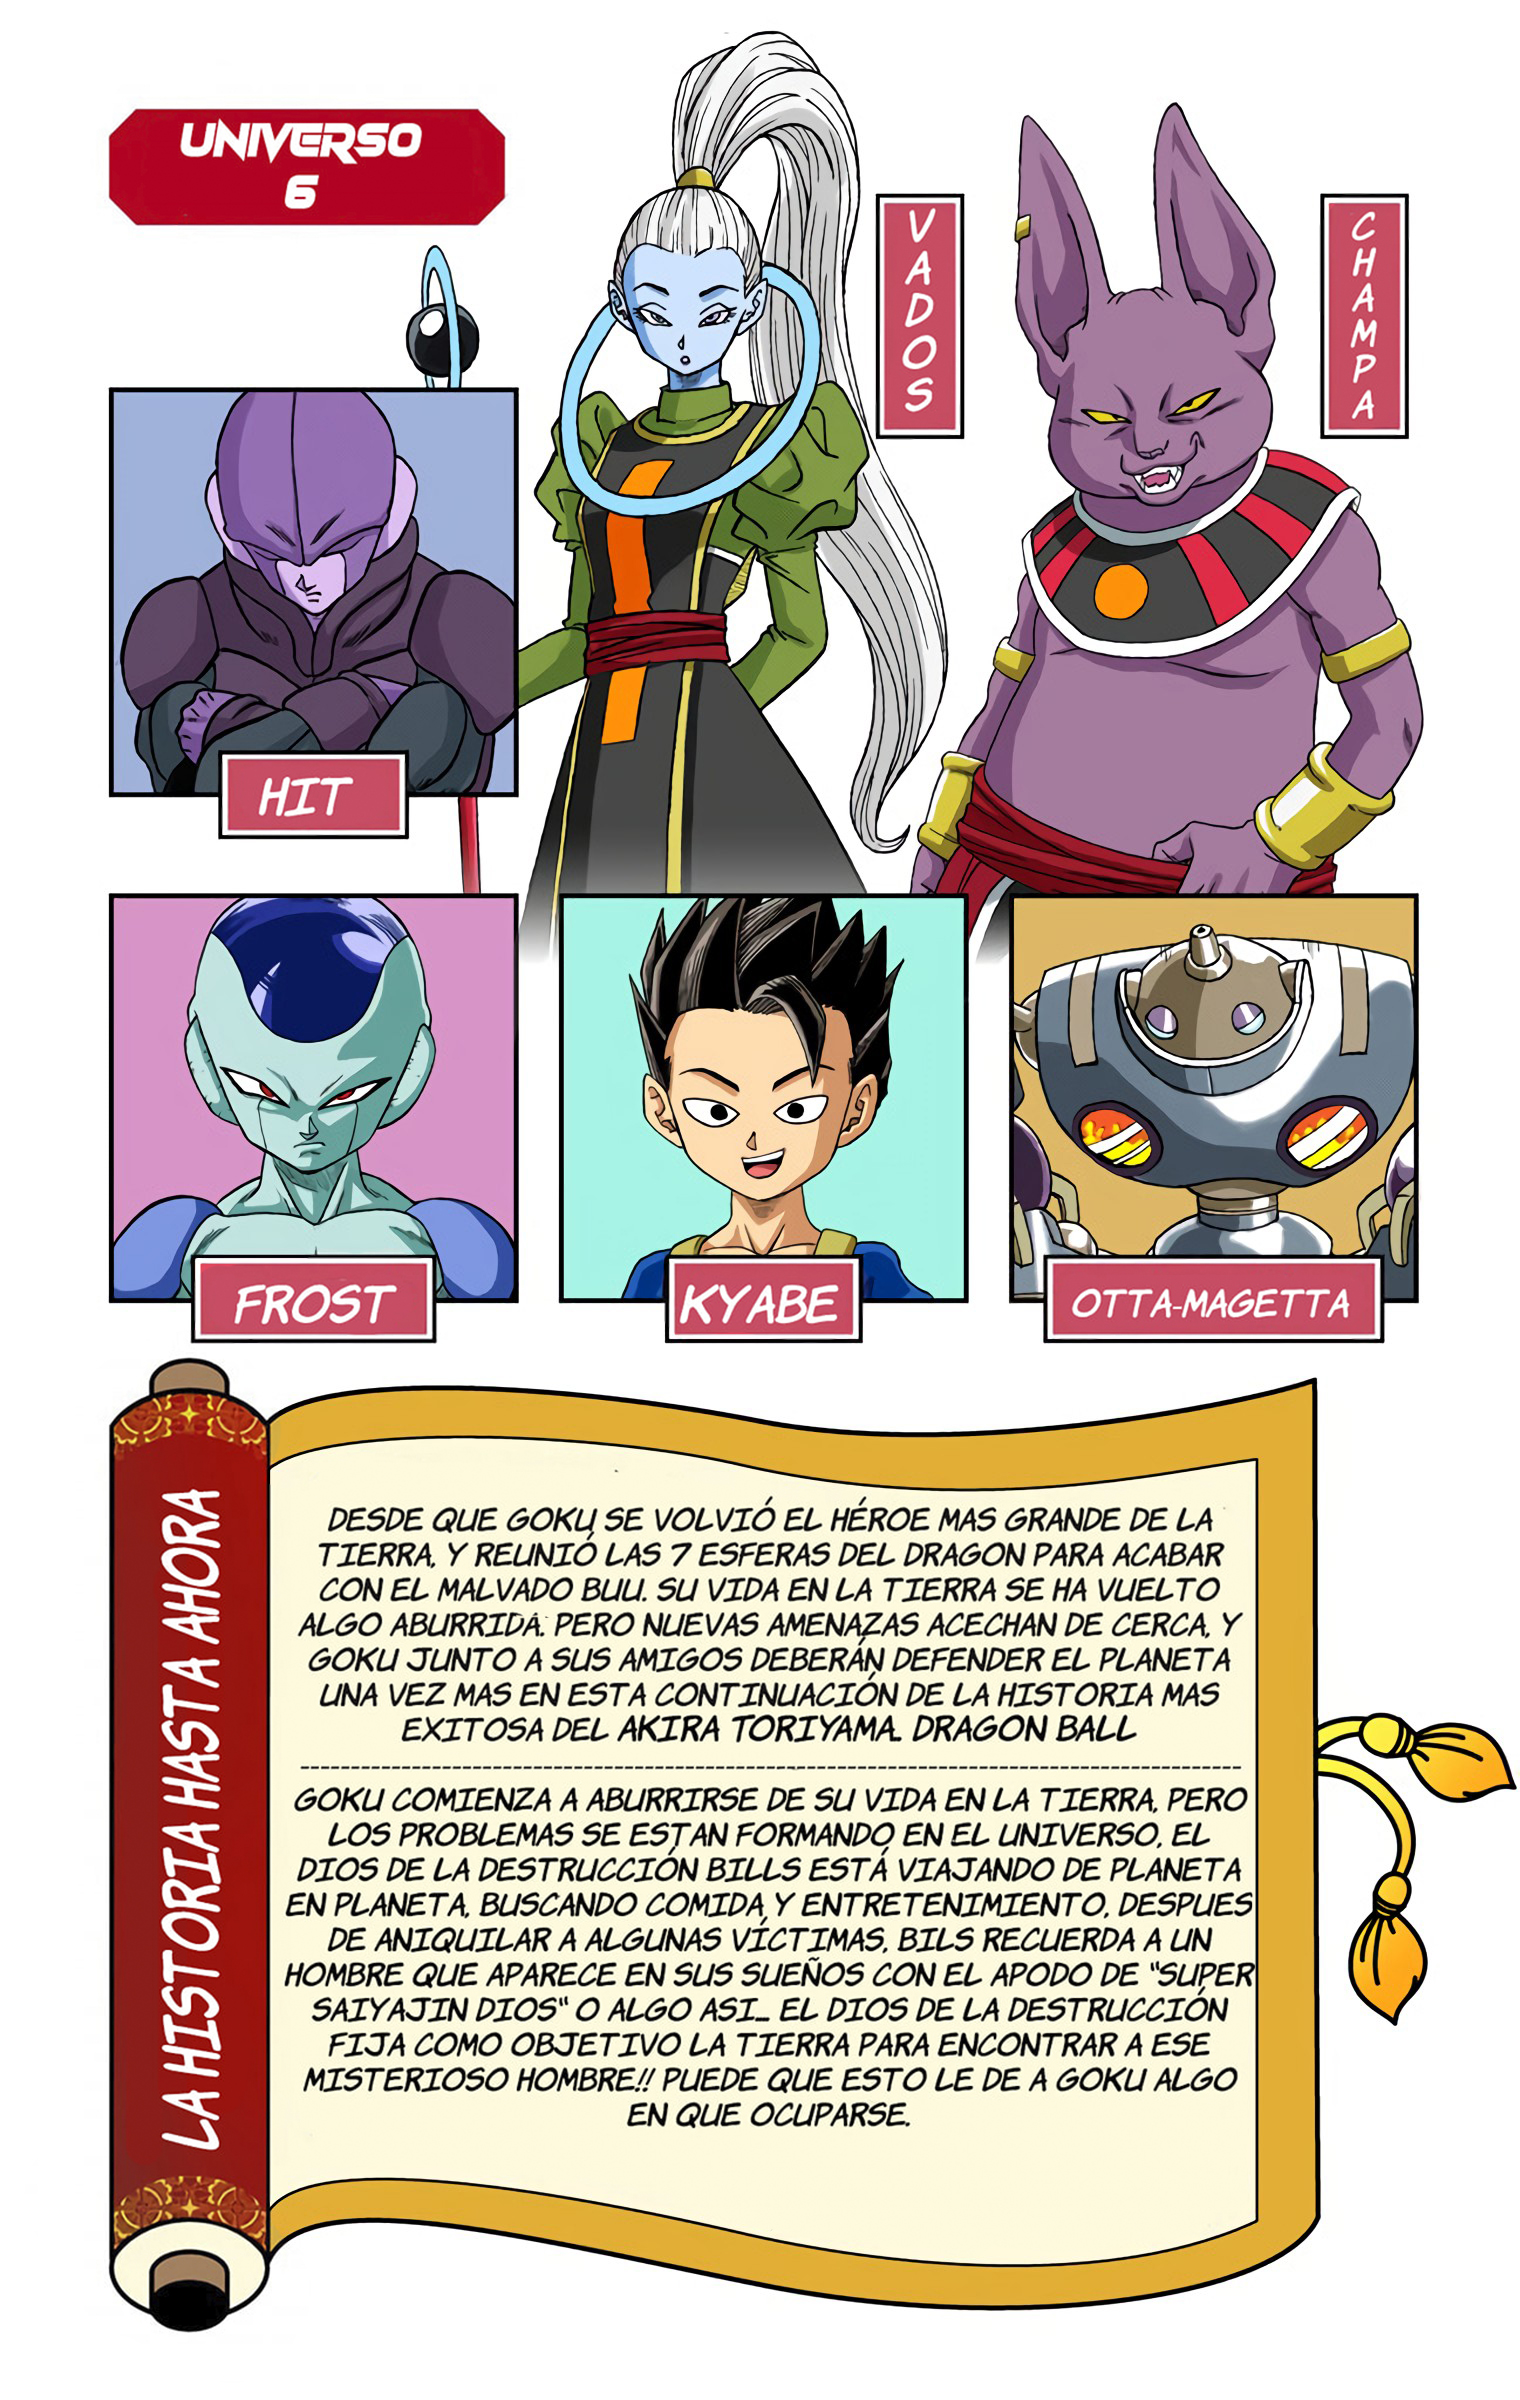 UNIVERSO
6
VADOS
CHAMPA
HIT
FROST
KYABE
OTTA-MAGETTA
LA HISTORIA HASTA AHORA
DESDE QUE GOKU SE VOLVIÓ EL HÉROE MAS GRANDE DE LA
TIERRA, Y REUNIÓ LAS 7 ESFERAS DEL DRAGON PARA ACABAR
CON EL MALVADO BUU. SU VIDA EN LA TIERRA SE HA VUELTO
ALGO ABURRIDA. PERO NUEVAS AMENAZAS ACECHAN DE CERCA, Y
GOKU JUNTO A SUS AMIGOS DEBERÁN DEFENDER EL PLANETA
UNA VEZ MAS EN ESTA CONTINUACIÓN DE LA HISTORIA MAS
EXITOSA DEL AKIRA TORIYAMA. DRAGON BALL
GOKU COMIENZA A ABURRIRSE DE SU VIDA EN LA TIERRA, PERO
LOS PROBLEMAS SE ESTAN FORMANDO EN EL UNIVERSO, EL
DIOS DE LA DESTRUCCIÓN BILLS ESTÁ VIAJANDO DE PLANETA
EN PLANETA, BUSCANDO COMIDA Y ENTRETENIMIENTO, DESPUES
DE ANIQUILAR A ALGUNAS VÍCTIMAS, BILS RECUERDA A UN
HOMBRE QUE APARECE EN SUS SUEÑOS CON EL APODO DE "SUPER
SAIYAJIN DIOS" O ALGO ASI... EL DIOS DE LA DESTRUCCIÓN
FIJA COMO OBJETIVO LA TIERRA PARA ENCONTRAR A ESE
MISTERIOSO HOMBRE!! PUEDE QUE ESTO LE DE A GOKU ALGO
EN QUE OCUPARSE.